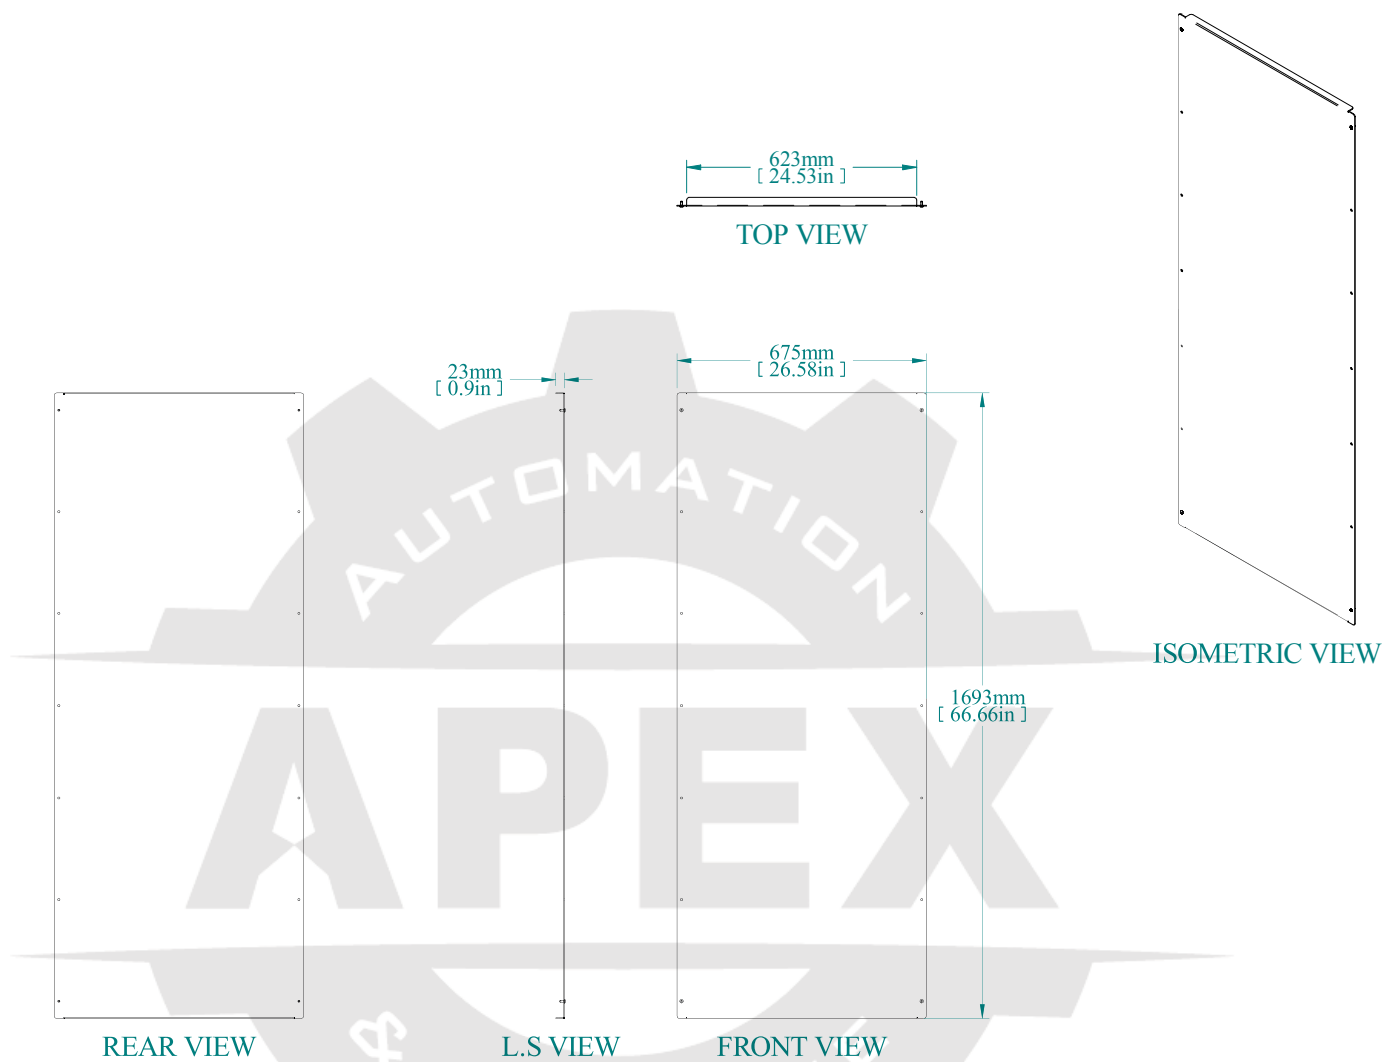 623mm
[ 24.53in ]
TOP VIEW
23mm
[ 0.9in ]
675mm
[ 26.58in ]
AUTOMATION
ISOMETRIC VIEW
1693mm
[ 66.66in ]
APEX
&
REAR VIEW
L.S VIEW
FRONT VIEW